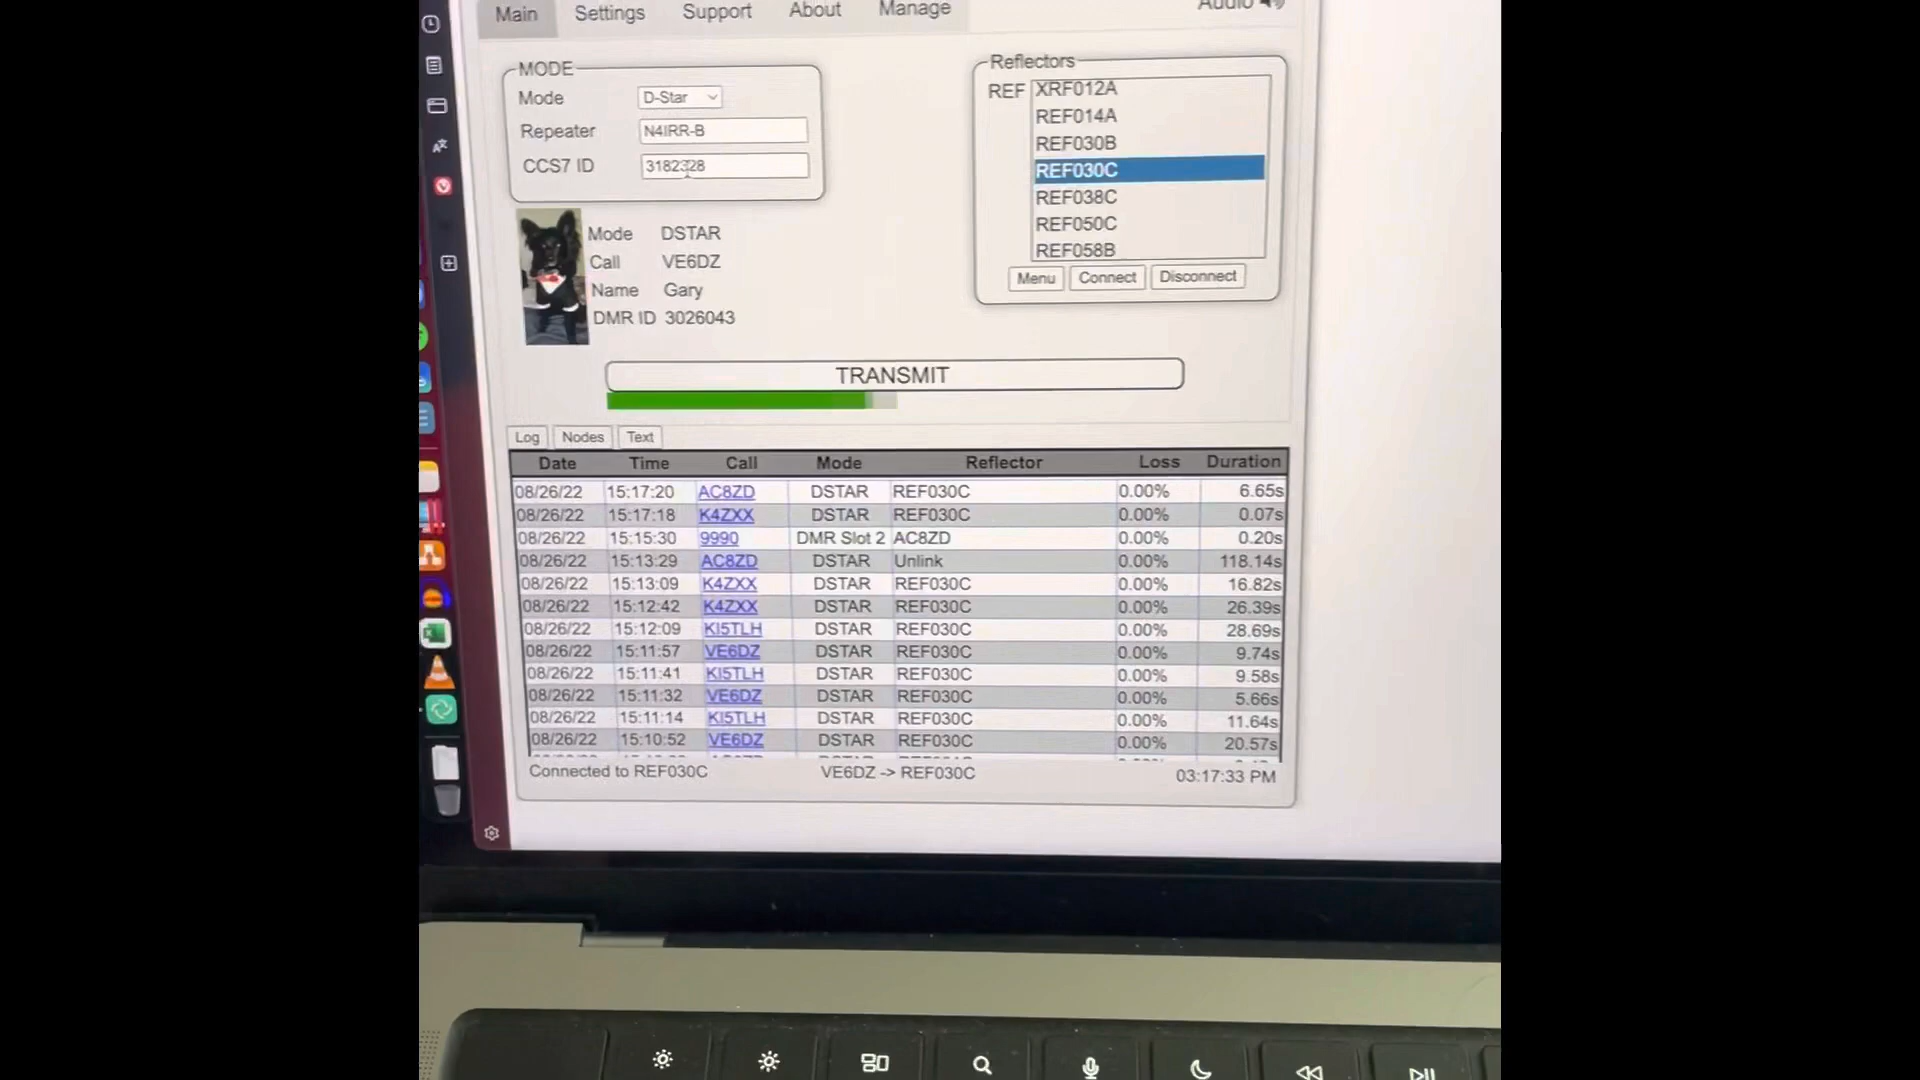 Main Settings Support About Manage Audio
MODE
Mode D-Star
Repeater N4IRR-B
CCS7 ID 3182328
Reflectors
REF XRF012A
REF014A
REF030B
REF030C
REF038C
REF050C
REF058B
Menu Connect Disconnect
Mode DSTAR
Call VE6DZ
Name Gary
DMR ID 3026043
TRANSMIT
Log Nodes Text
Date Time Call Mode Reflector Loss Duration
08/26/22 15:17:20 AC8ZD DSTAR REF030C 0.00% 6.65s
08/26/22 15:17:18 K4ZXX DSTAR REF030C 0.00% 0.07s
08/26/22 15:15:30 9990 DMR Slot 2 AC8ZD 0.00% 0.20s
08/26/22 15:13:29 AC8ZD DSTAR Unlink 0.00% 118.14s
08/26/22 15:13:09 K4ZXX DSTAR REF030C 0.00% 16.82s
08/26/22 15:12:42 K4ZXX DSTAR REF030C 0.00% 26.39s
08/26/22 15:12:09 KI5TLH DSTAR REF030C 0.00% 28.69s
08/26/22 15:11:57 VE6DZ DSTAR REF030C 0.00% 9.74s
08/26/22 15:11:41 KI5TLH DSTAR REF030C 0.00% 9.58s
08/26/22 15:11:32 VE6DZ DSTAR REF030C 0.00% 5.66s
08/26/22 15:11:14 KI5TLH DSTAR REF030C 0.00% 11.64s
08/26/22 15:10:52 VE6DZ DSTAR REF030C 0.00% 20.57s
Connected to REF030C VE6DZ -> REF030C 03:17:33 PM